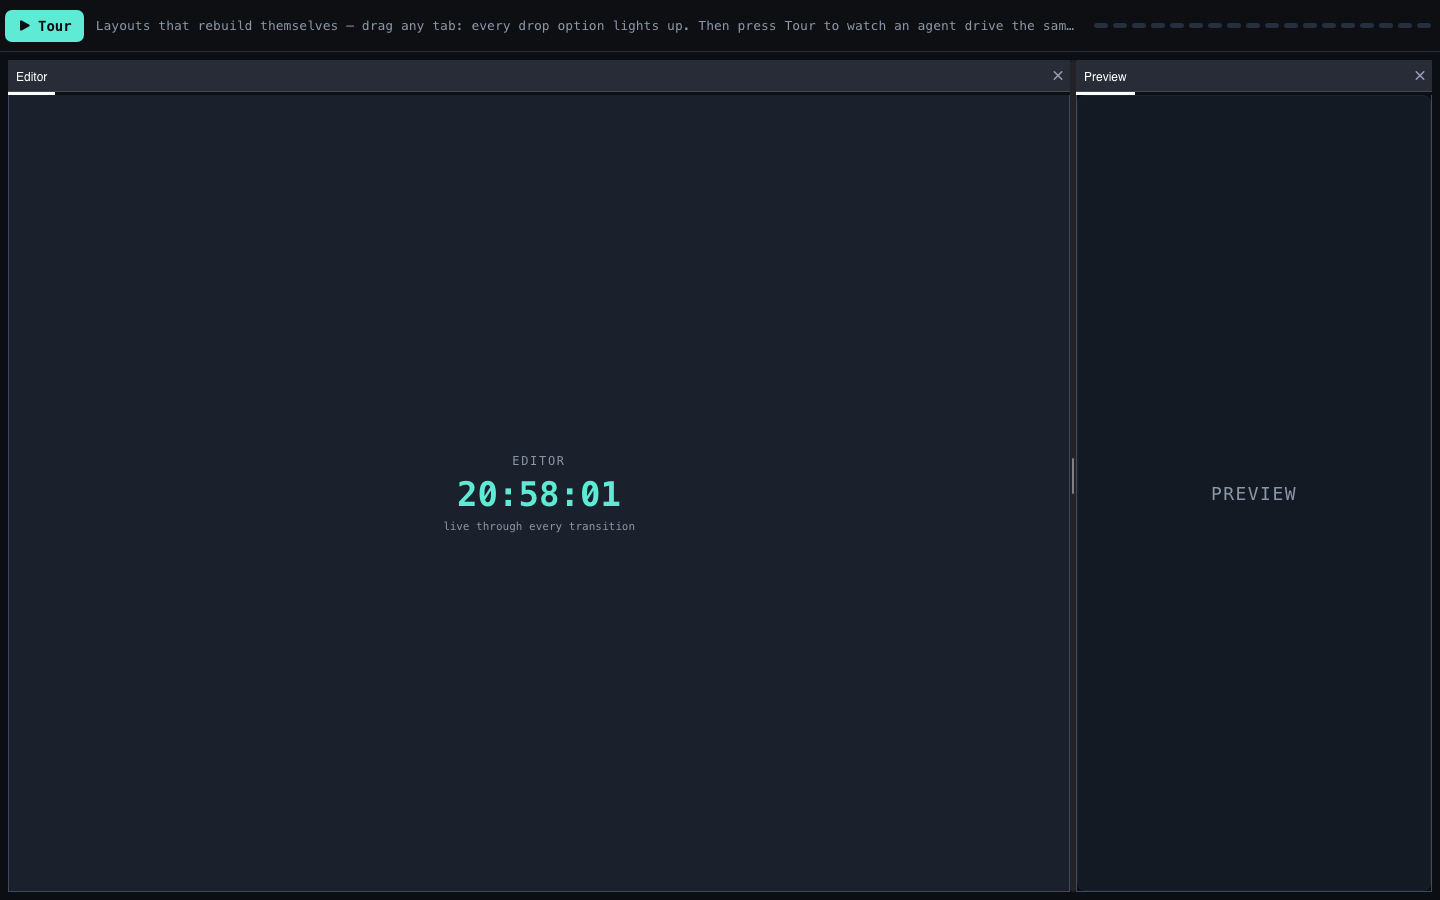 Tour
Layouts that rebuild themselves — drag any tab: every drop option lights up. Then press Tour to watch an agent drive the sam…
Editor
Preview
EDITOR
20:58:01
live through every transition
PREVIEW